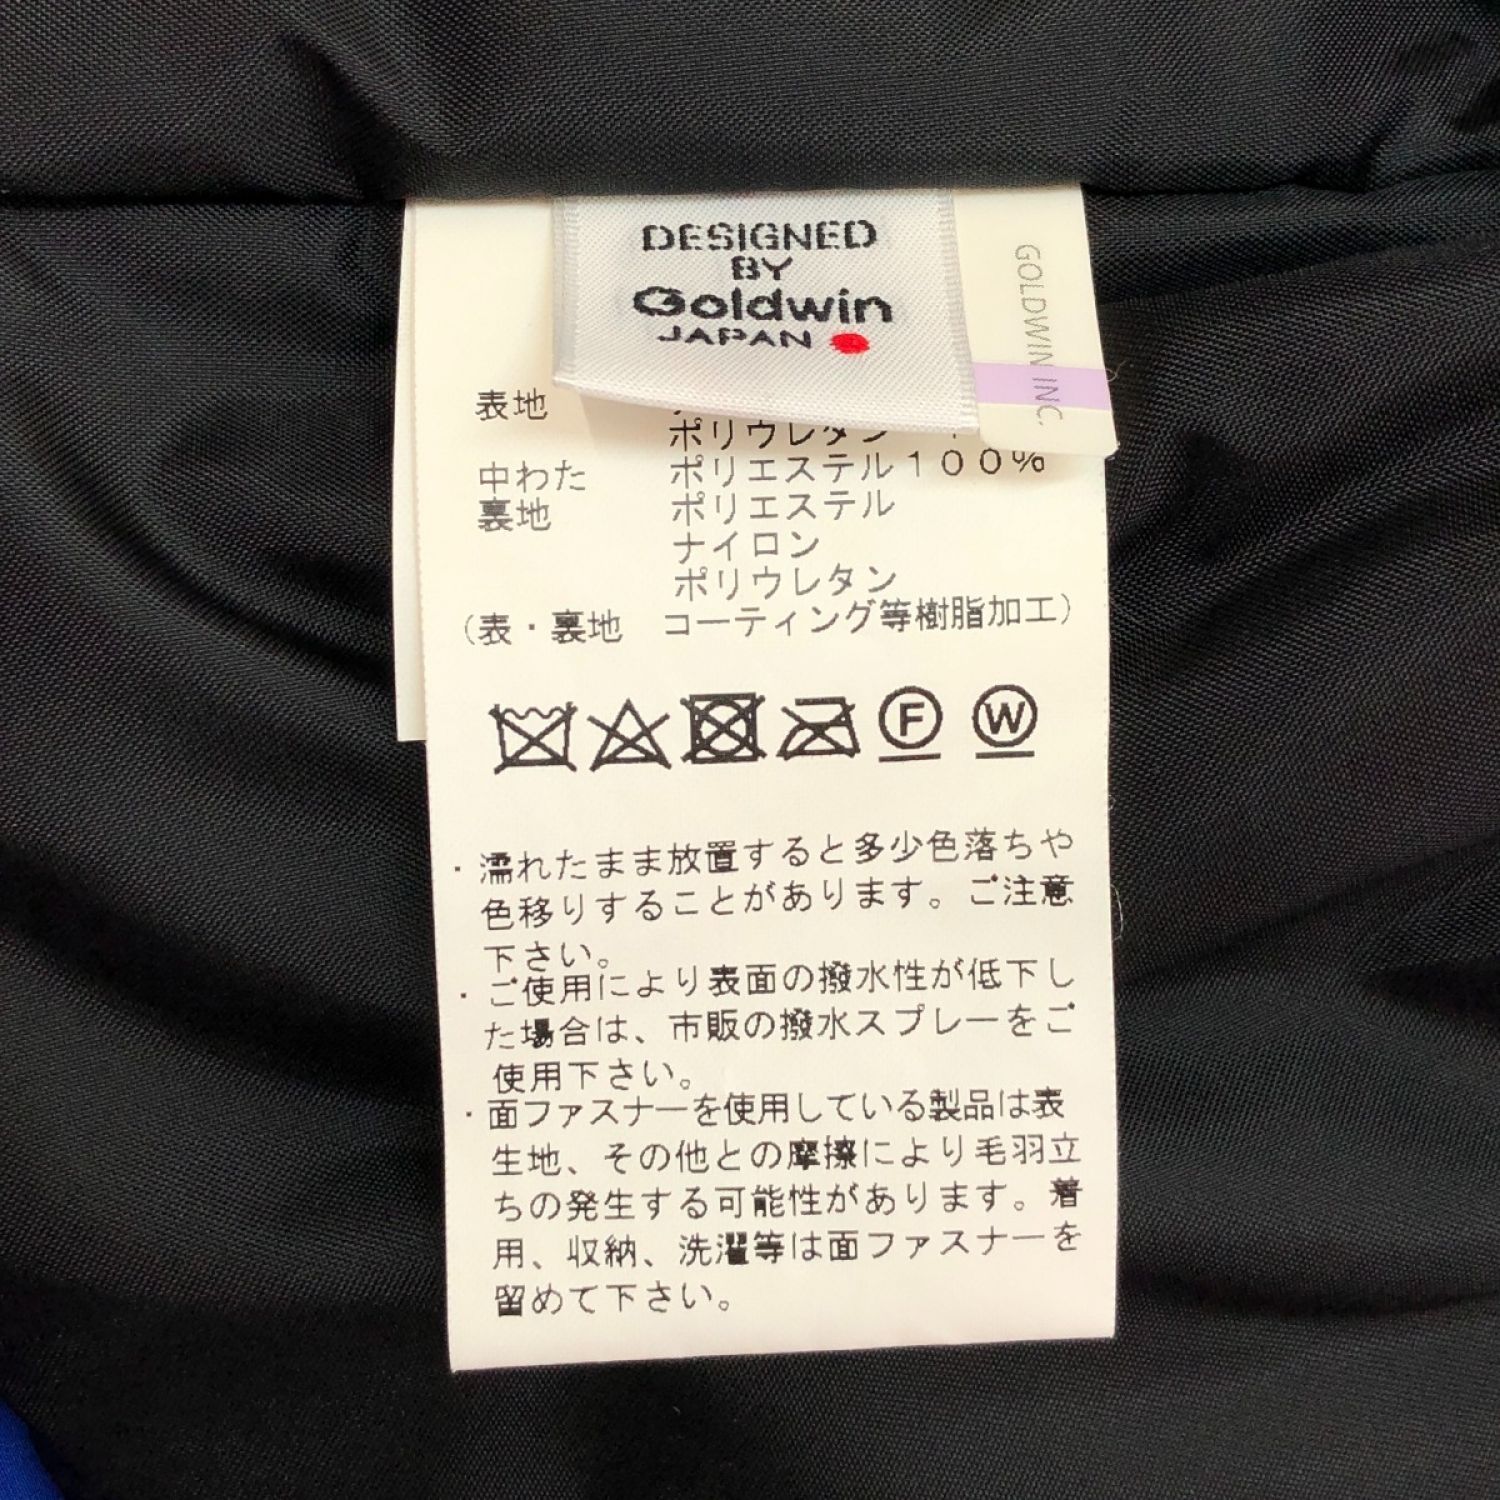 DESIGNED
BY
Goldwin
JAPAN
GOLDWIN INC.
表地
ポリウレタン
中わた ポリエステル100%
裏地 ポリエステル
ナイロン
ポリウレタン
(表・裏地 コーティング等樹脂加工)
F W
・濡れたまま放置すると多少色落ちや
色移りすることがあります。ご注意
下さい。
・ご使用により表面の撥水性が低下し
た場合は、市販の撥水スプレーをご
使用下さい。
・面ファスナーを使用している製品は表
生地、その他との摩擦により毛羽立
ちの発生する可能性があります。着
用、収納、洗濯等は面ファスナーを
留めて下さい。